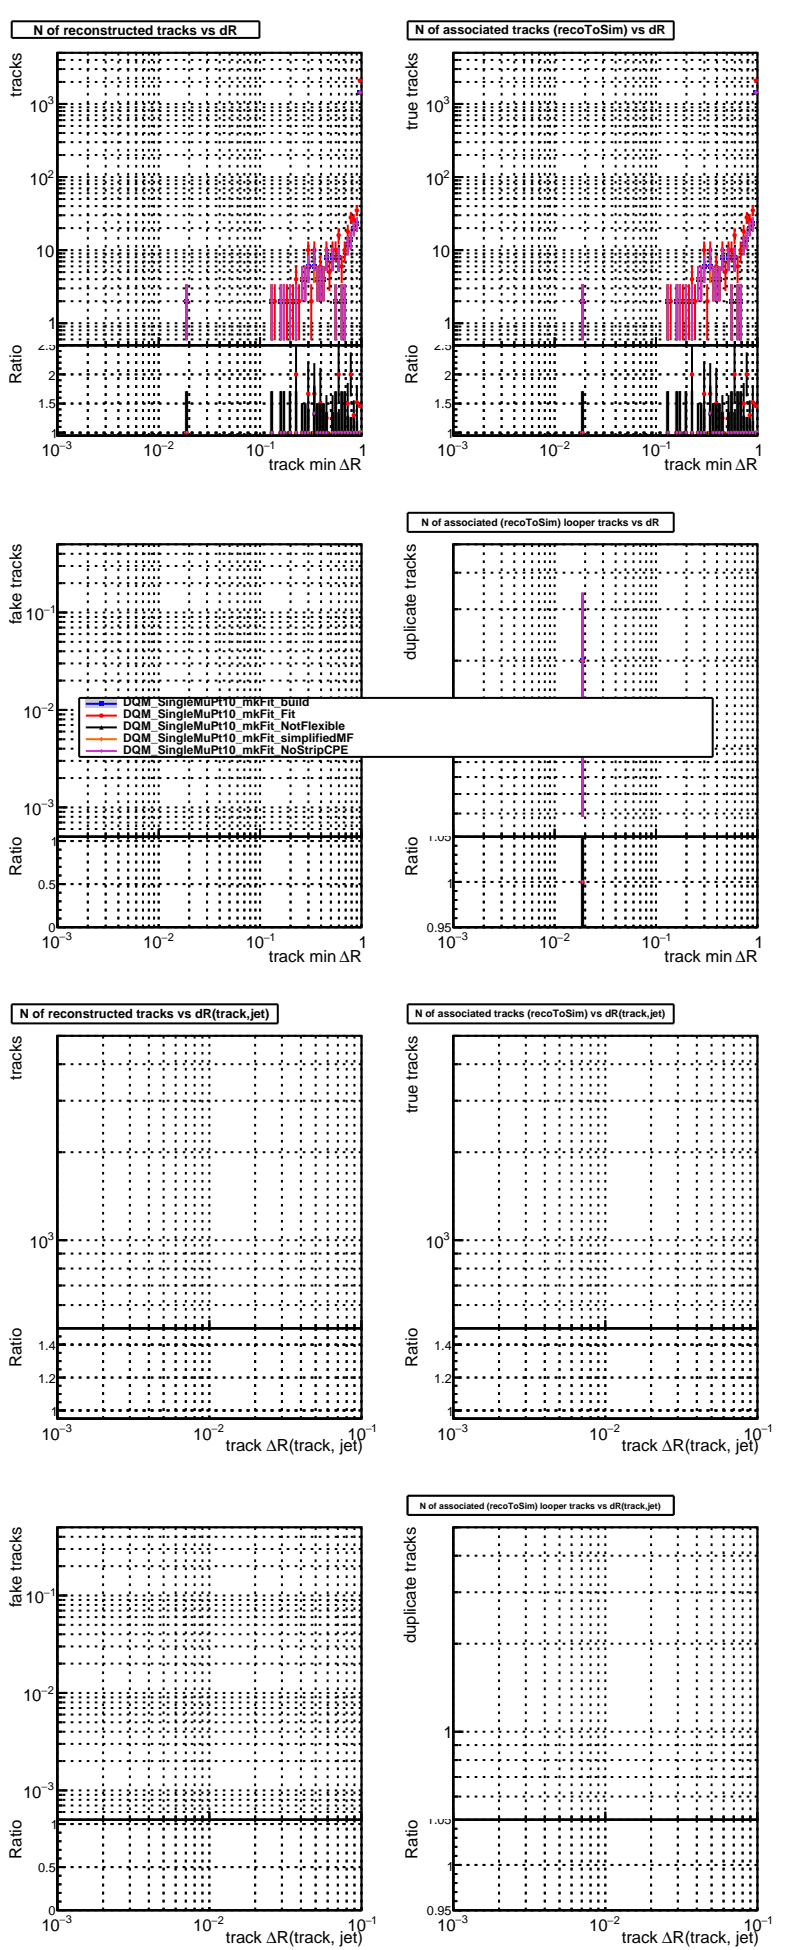 N of reconstructed tracks vs dR
tracks
10³
10²
10
1
Ratio
2.5
2
1.5
1
10⁻³ 10⁻² 10⁻¹ 1
track min ΔR
N of associated tracks (recoToSim) vs dR
true tracks
10³
10²
10
1
Ratio
2.5
2
1.5
1
10⁻³ 10⁻² 10⁻¹ 1
track min ΔR
fake tracks
10⁻¹
10⁻²
10⁻³
Ratio
1
0.5
0
10⁻³ 10⁻² 10⁻¹ 1
track min ΔR
N of associated (recoToSim) looper tracks vs dR
duplicate tracks
Ratio
1.05
1
0.95
10⁻³ 10⁻² 10⁻¹ 1
track min ΔR
DQM_SingleMuPt10_mkFit_build
DQM_SingleMuPt10_mkFit_Fit
DQM_SingleMuPt10_mkFit_NotFlexible
DQM_SingleMuPt10_mkFit_simplifiedMF
DQM_SingleMuPt10_mkFit_NoStripCPE
N of reconstructed tracks vs dR(track,jet)
tracks
10³
Ratio
1.4
1.2
1
10⁻³ 10⁻² 10⁻¹
track ΔR(track, jet)
N of associated tracks (recoToSim) vs dR(track,jet)
true tracks
10³
Ratio
1.4
1.2
1
10⁻³ 10⁻² 10⁻¹
track ΔR(track, jet)
fake tracks
10⁻¹
10⁻²
10⁻³
Ratio
1
0.5
0
10⁻³ 10⁻² 10⁻¹
track ΔR(track, jet)
N of associated (recoToSim) looper tracks vs dR(track,jet)
duplicate tracks
1
Ratio
1.05
1
0.95
10⁻³ 10⁻² 10⁻¹
track ΔR(track, jet)